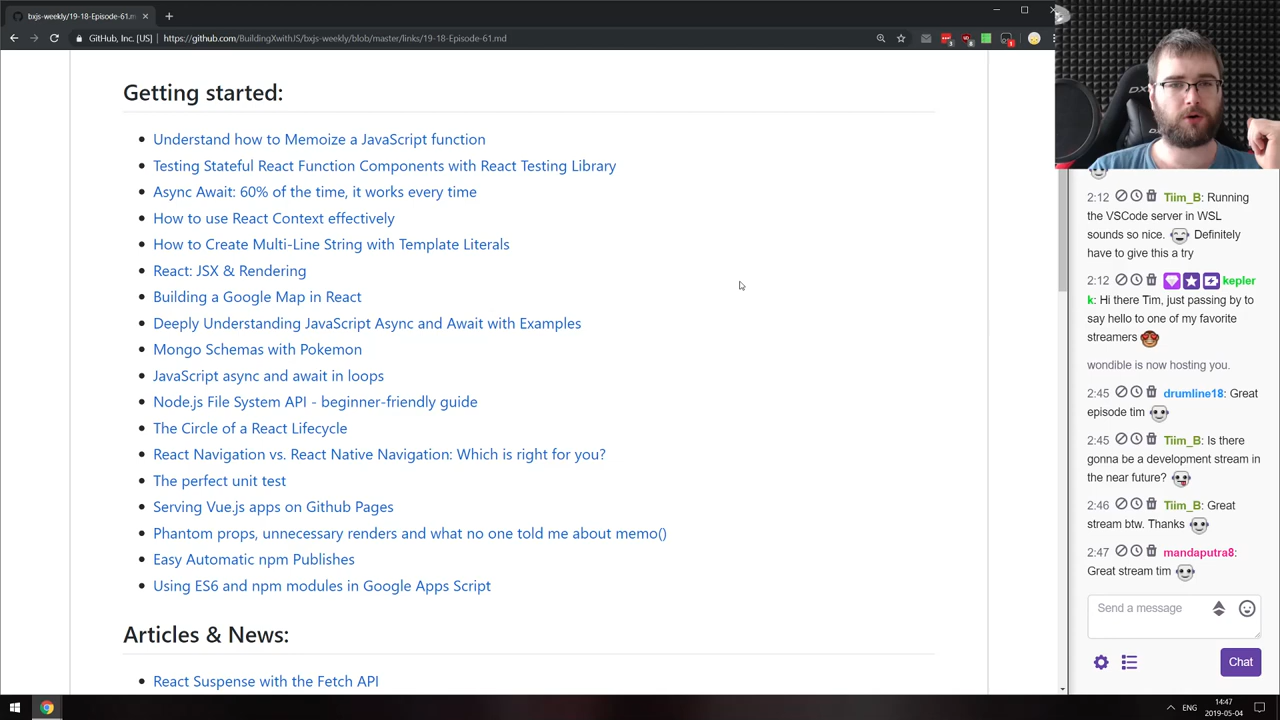 bxjs-weekly/19-18-Episode-61.m
GitHub, Inc. [US]
https://github.com/BuildingXwithJS/bxjs-weekly/blob/master/links/19-18-Episode-61.md
Getting started:
Understand how to Memoize a JavaScript function
Testing Stateful React Function Components with React Testing Library
Async Await: 60% of the time, it works every time
How to use React Context effectively
How to Create Multi-Line String with Template Literals
React: JSX & Rendering
Building a Google Map in React
Deeply Understanding JavaScript Async and Await with Examples
Mongo Schemas with Pokemon
JavaScript async and await in loops
Node.js File System API - beginner-friendly guide
The Circle of a React Lifecycle
React Navigation vs. React Native Navigation: Which is right for you?
The perfect unit test
Serving Vue.js apps on Github Pages
Phantom props, unnecessary renders and what no one told me about memo()
Easy Automatic npm Publishes
Using ES6 and npm modules in Google Apps Script
Articles & News:
React Suspense with the Fetch API
2:12 Tiim_B: Running
the VSCode server in WSL
sounds so nice. Definitely
have to give this a try
2:12 kepler
k: Hi there Tim, just passing by to
say hello to one of my favorite
streamers
wondible is now hosting you.
2:45 drumline18: Great
episode tim
2:45 Tiim_B: Is there
gonna be a development stream in
the near future?
2:46 Tiim_B: Great
stream btw. Thanks
2:47 mandaputra8:
Great stream tim
Send a message
Chat
ENG
14:47
2019-05-04